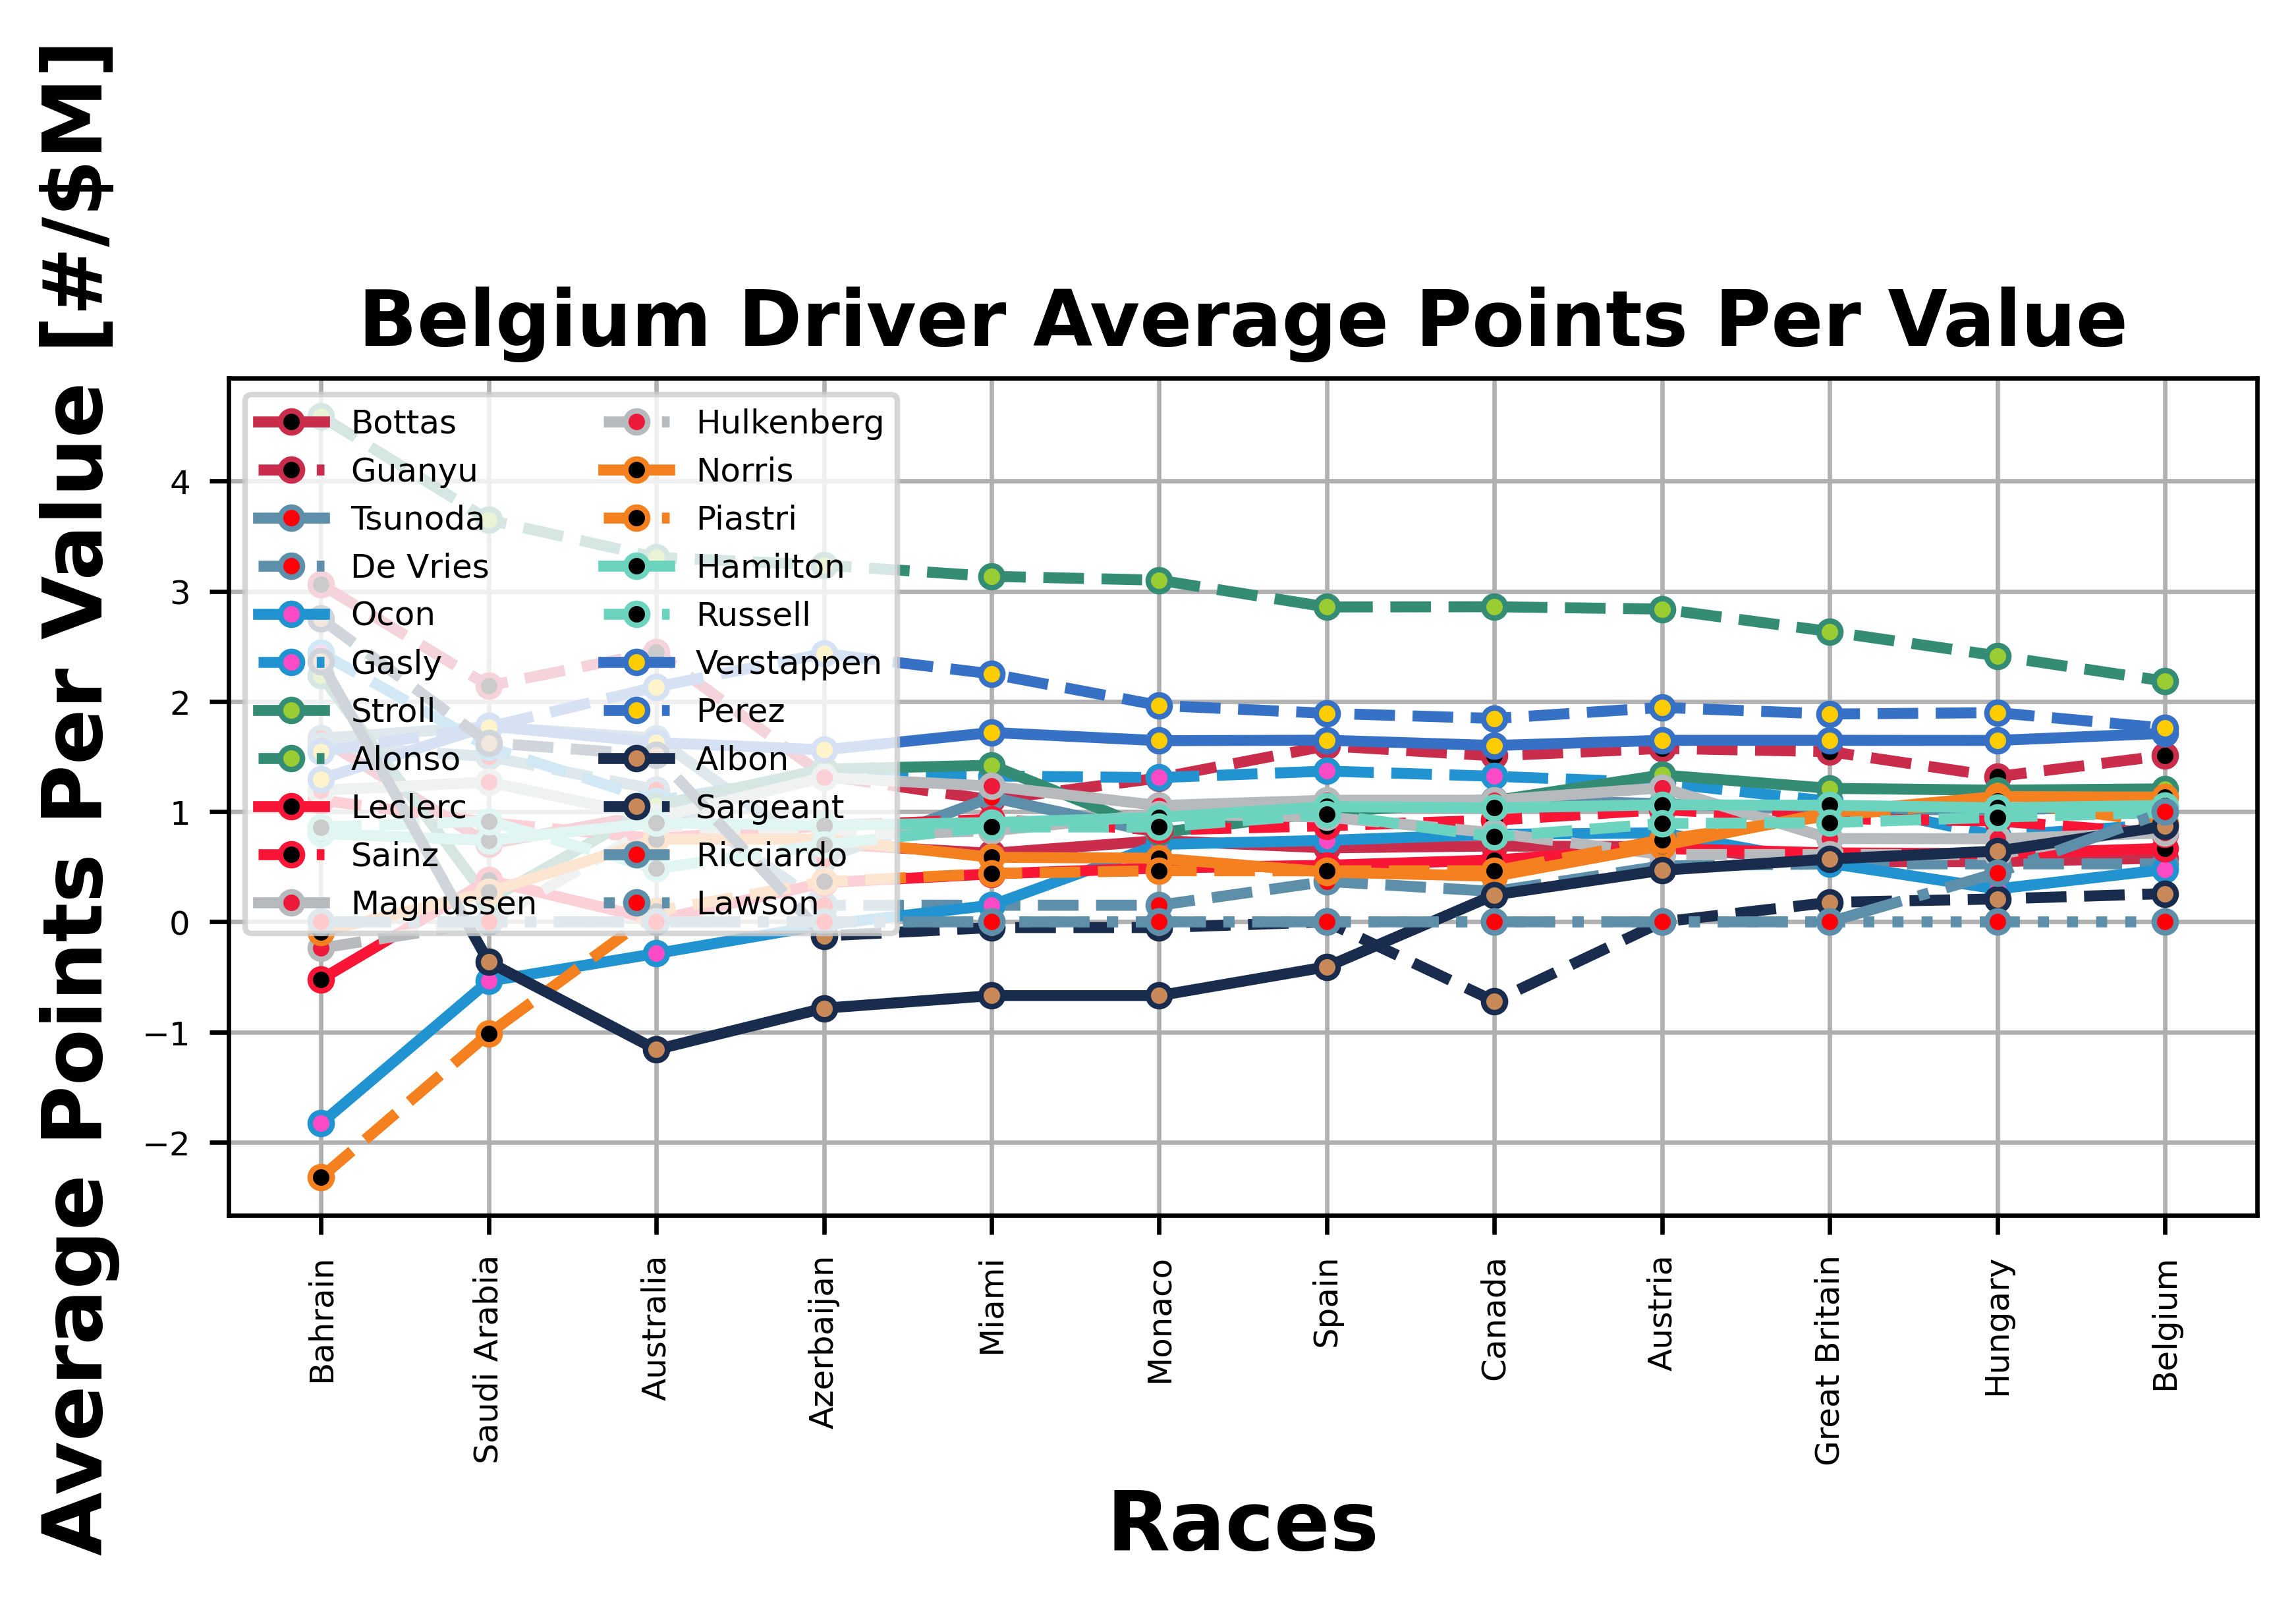 Belgium Driver Average Points Per Value
Average Points Per Value [#/$M]
4
3
2
1
0
−1
−2
Bottas
Guanyu
Tsunoda
De Vries
Ocon
Gasly
Stroll
Alonso
Leclerc
Sainz
Magnussen
Hulkenberg
Norris
Piastri
Hamilton
Russell
Verstappen
Perez
Albon
Sargeant
Ricciardo
Lawson
Bahrain
Saudi Arabia
Australia
Azerbaijan
Miami
Monaco
Spain
Canada
Austria
Great Britain
Hungary
Belgium
Races